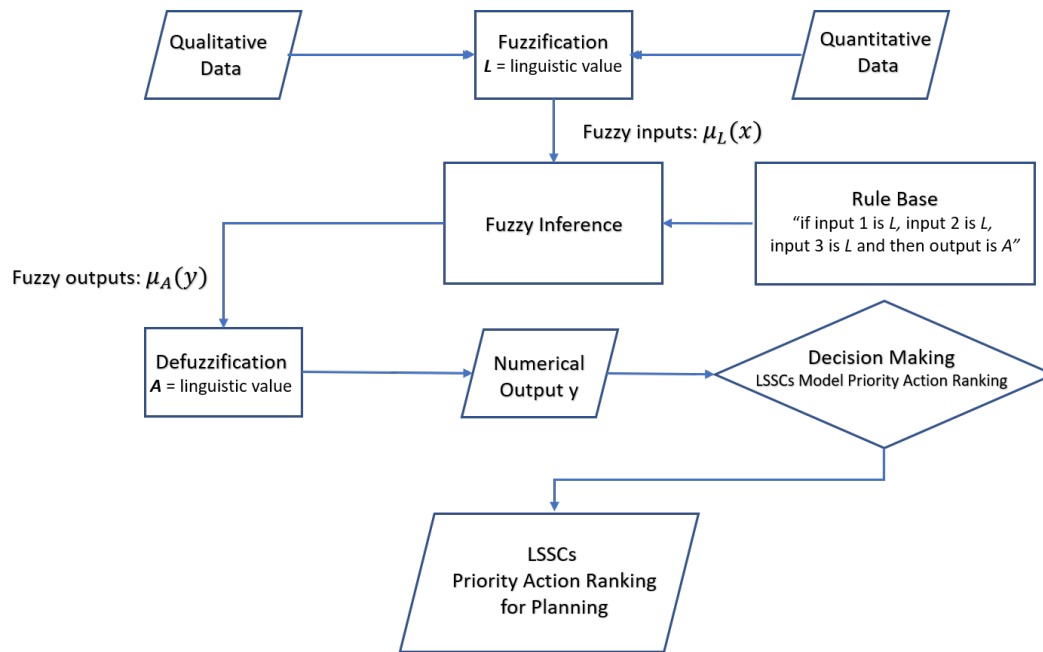 Qualitative
Data
Fuzzification
L = linguistic value
Quantitative
Data
Fuzzy inputs: μ_L(x)
Fuzzy Inference
Rule Base
“if input 1 is L, input 2 is L,
input 3 is L and then output is A”
Fuzzy outputs: μ_A(y)
Defuzzification
A = linguistic value
Numerical
Output y
Decision Making
LSSCs Model Priority Action Ranking
LSSCs
Priority Action Ranking
for Planning